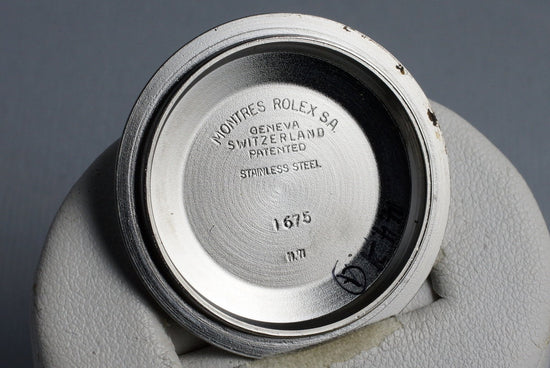 MONTRES ROLEX S.A.
GENEVA
SWITZERLAND
PATENTED
STAINLESS STEEL
1675